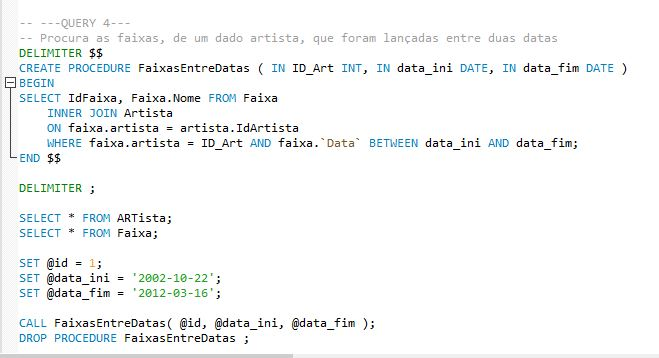 -- ---QUERY 4---
-- Procura as faixas, de um dado artista, que foram lançadas entre duas datas
DELIMITER $$
CREATE PROCEDURE FaixasEntreDatas ( IN ID_Art INT, IN data_ini DATE, IN data_fim DATE )
BEGIN
SELECT IdFaixa, Faixa.Nome FROM Faixa
    INNER JOIN Artista
    ON faixa.artista = artista.IdArtista
    WHERE faixa.artista = ID_Art AND faixa.`Data` BETWEEN data_ini AND data_fim;
END $$
DELIMITER ;
SELECT * FROM ARTista;
SELECT * FROM Faixa;
SET @id = 1;
SET @data_ini = '2002-10-22';
SET @data_fim = '2012-03-16';
CALL FaixasEntreDatas( @id, @data_ini, @data_fim );
DROP PROCEDURE FaixasEntreDatas ;